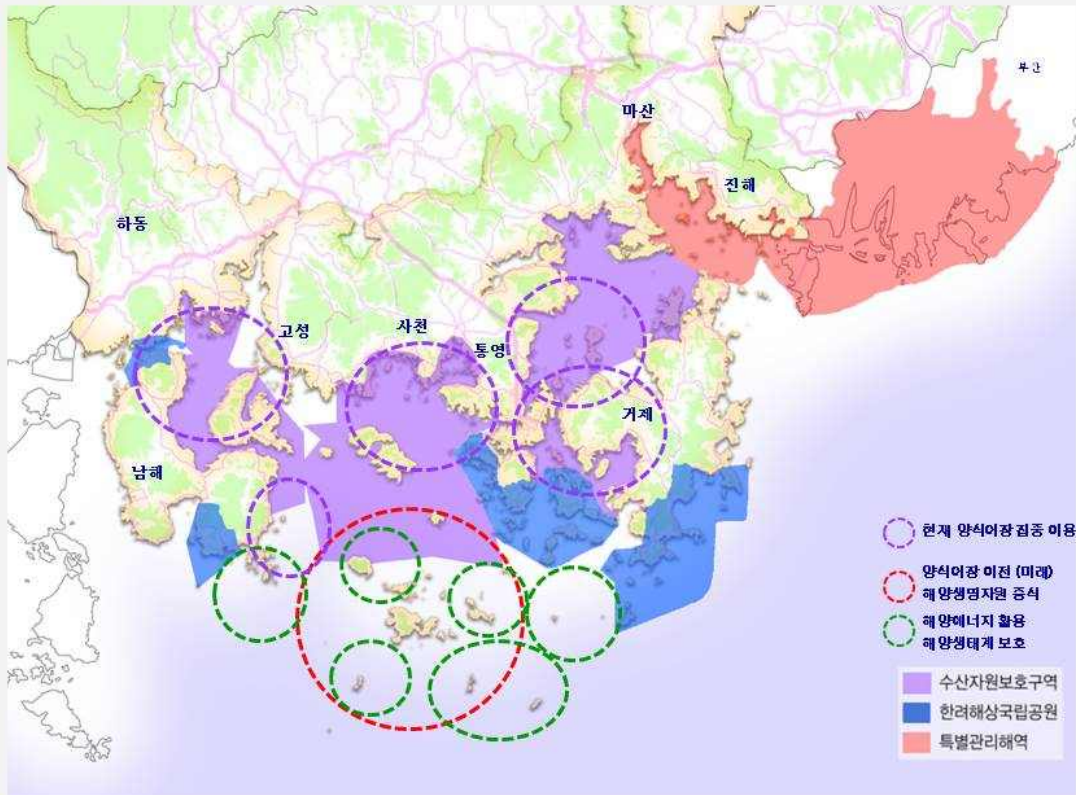 부산
마산
진해
하동
고성
사천
통영
거제
남해
현재 양식어장 집중 이용
양식어장 이전 (미래)
해양생명자원 증식
해양에너지 활용
해양생태계 보호
수산자원보호구역
한려해상국립공원
특별관리해역